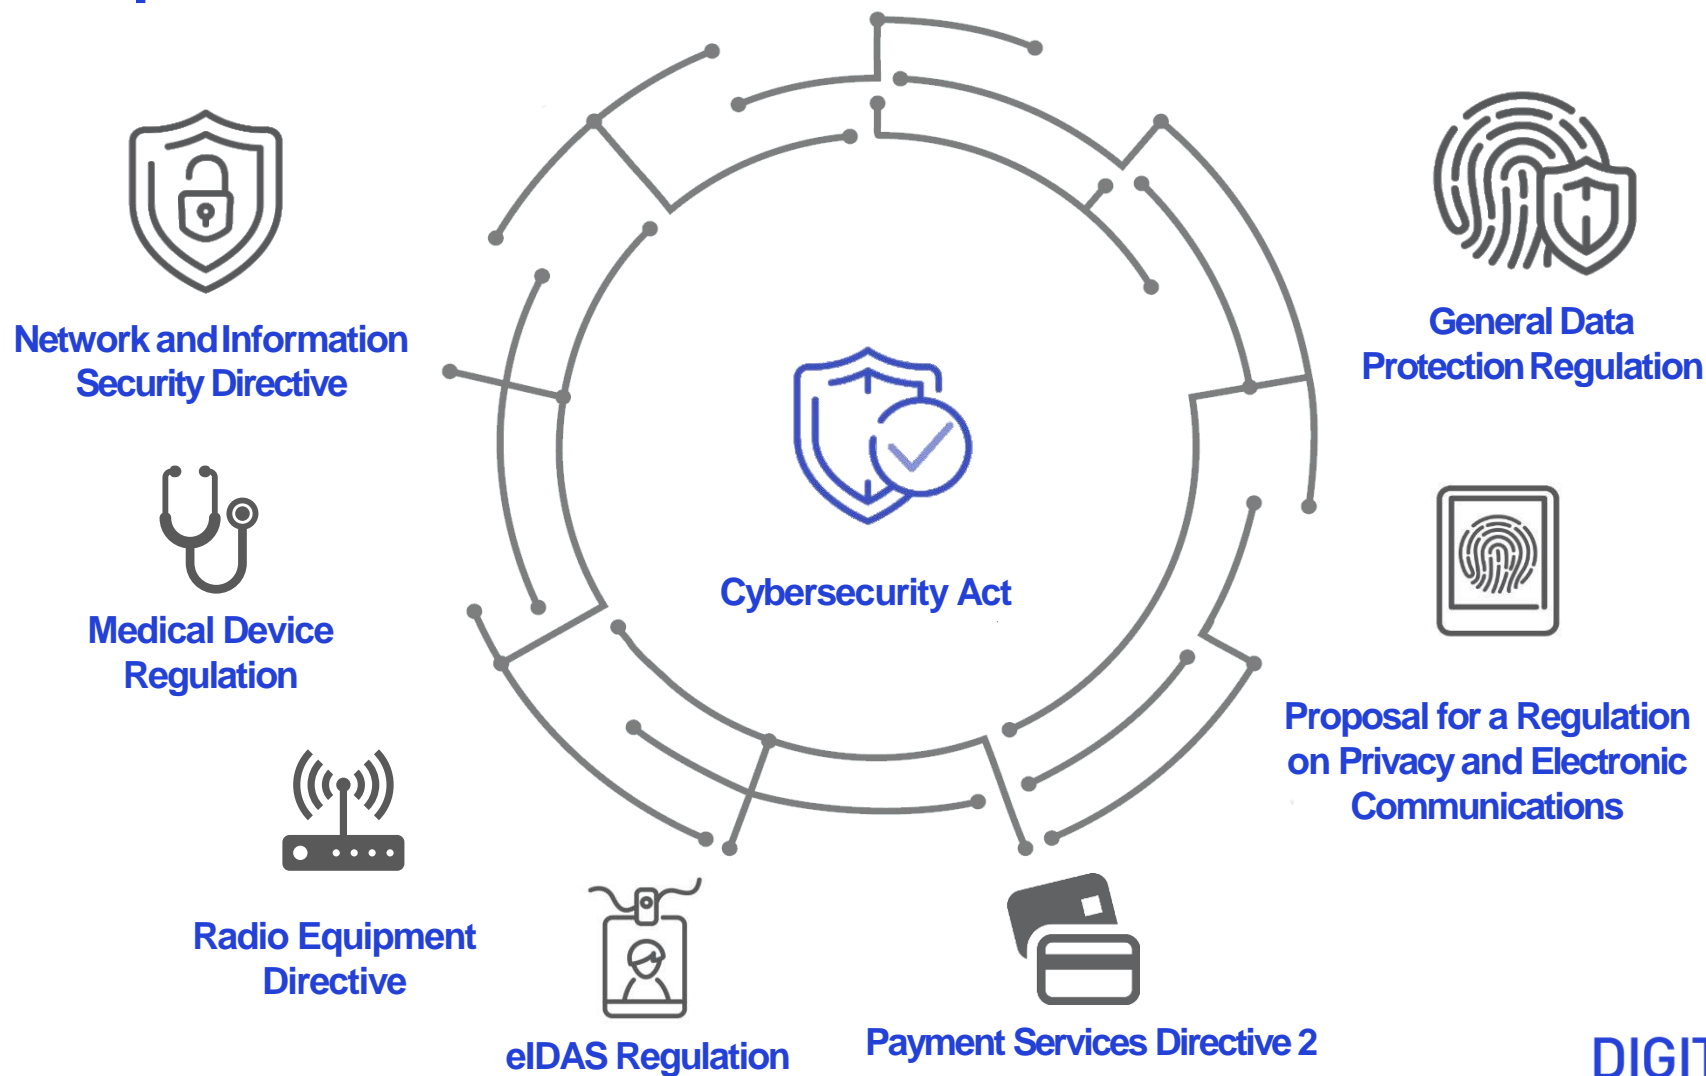 Network and Information
Security Directive
General Data
Protection Regulation
Cybersecurity Act
Medical Device
Regulation
Proposal for a Regulation
on Privacy and Electronic
Communications
Radio Equipment
Directive
eIDAS Regulation
Payment Services Directive 2
DIGIT